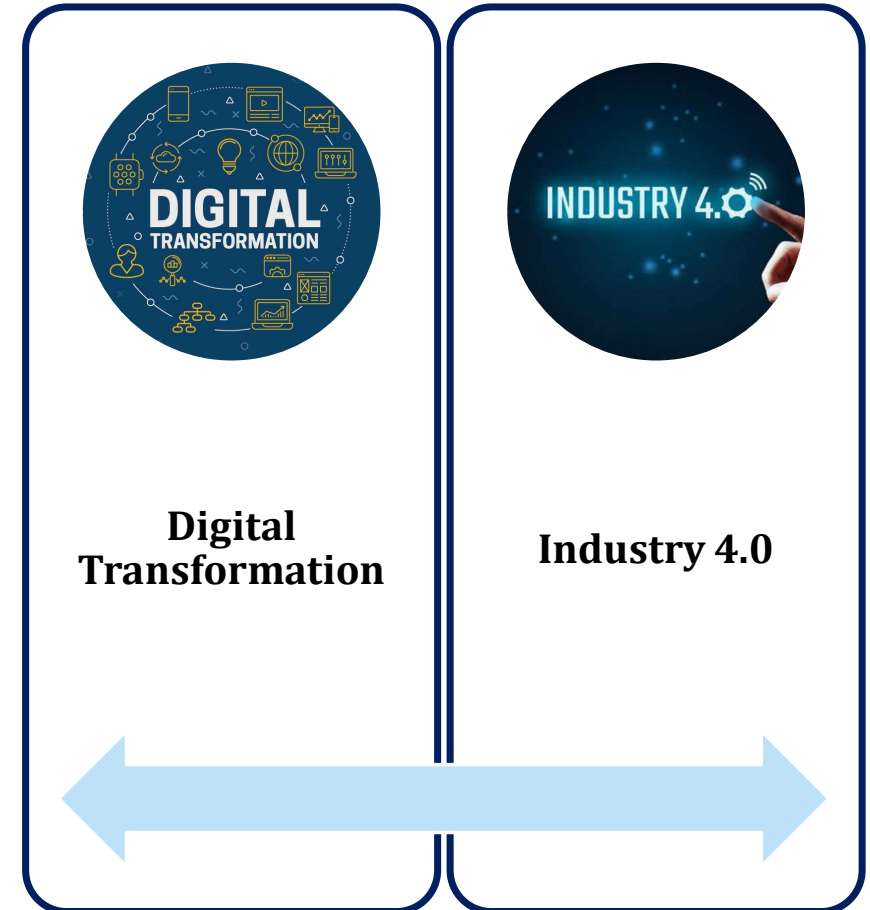 DIGITAL
TRANSFORMATION
INDUSTRY 4.0
Digital
Transformation
Industry 4.0